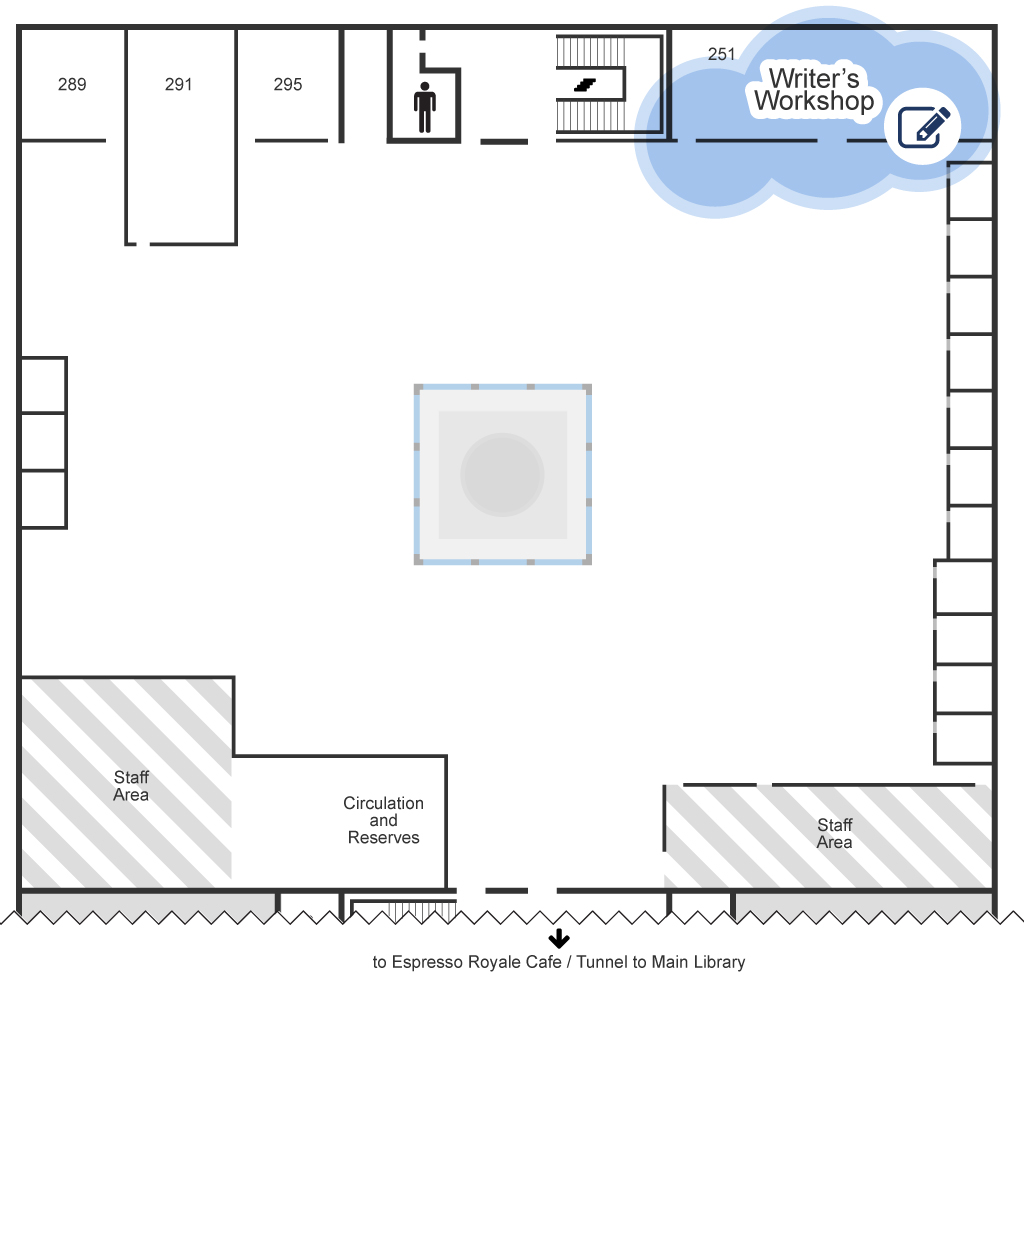 289
291
295
251
Writer's
Workshop
Staff
Area
Circulation
and
Reserves
Staff
Area
to Espresso Royale Cafe / Tunnel to Main Library